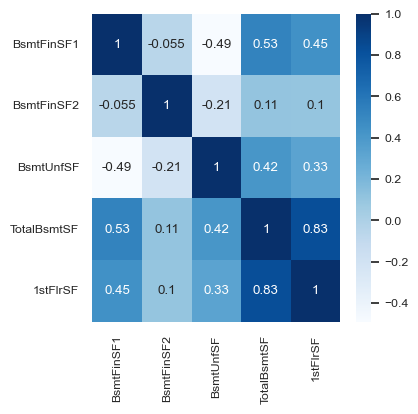 BsmtFinSF1 1 -0.055 -0.49 0.53 0.45
BsmtFinSF2 -0.055 1 -0.21 0.11 0.1
BsmtUnfSF -0.49 -0.21 1 0.42 0.33
TotalBsmtSF 0.53 0.11 0.42 1 0.83
1stFlrSF 0.45 0.1 0.33 0.83 1
BsmtFinSF1 BsmtFinSF2 BsmtUnfSF TotalBsmtSF 1stFlrSF
1.0
0.8
0.6
0.4
0.2
0.0
−0.2
−0.4